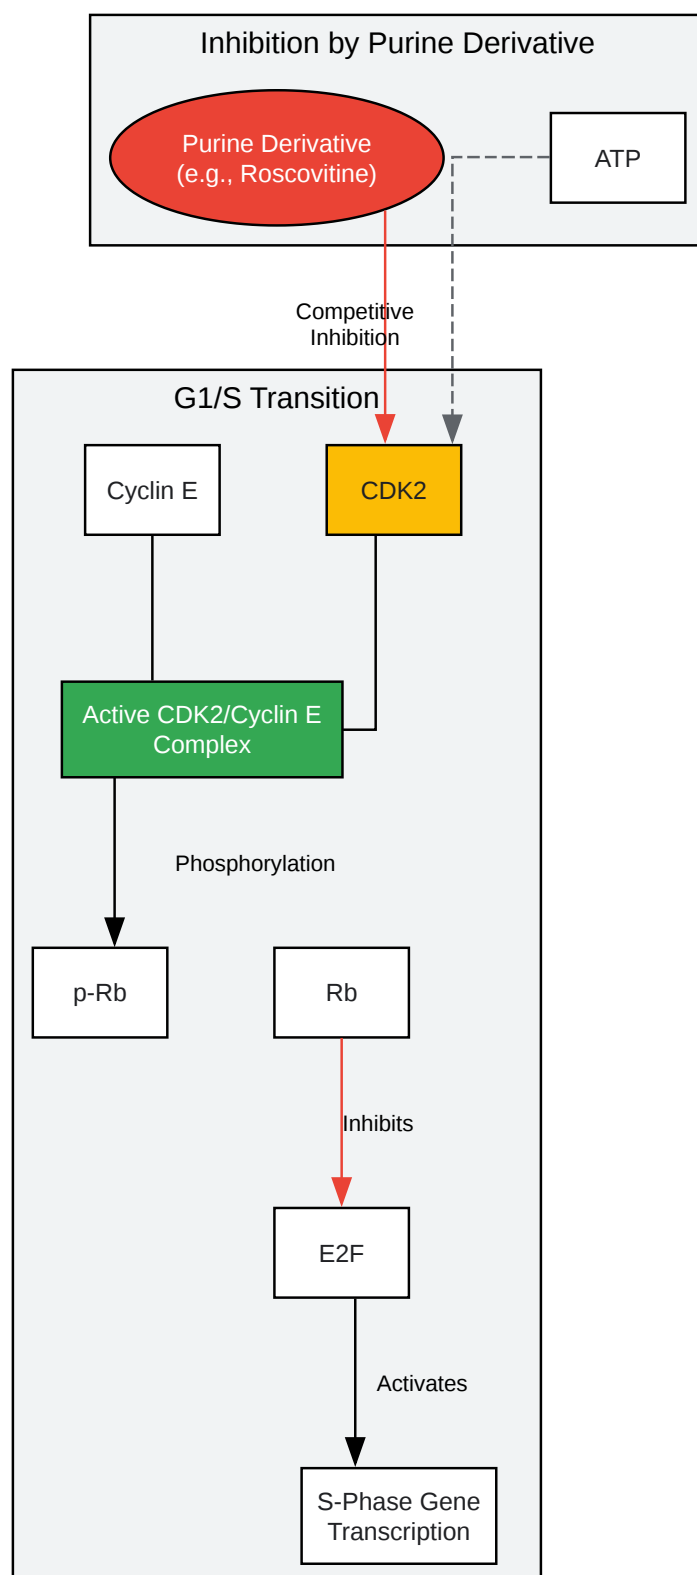 Inhibition by Purine Derivative
Purine Derivative
(e.g., Roscovitine)
ATP
Competitive
Inhibition
G1/S Transition
Cyclin E
CDK2
Active CDK2/Cyclin E
Complex
Phosphorylation
p-Rb
Rb
Inhibits
E2F
Activates
S-Phase Gene
Transcription